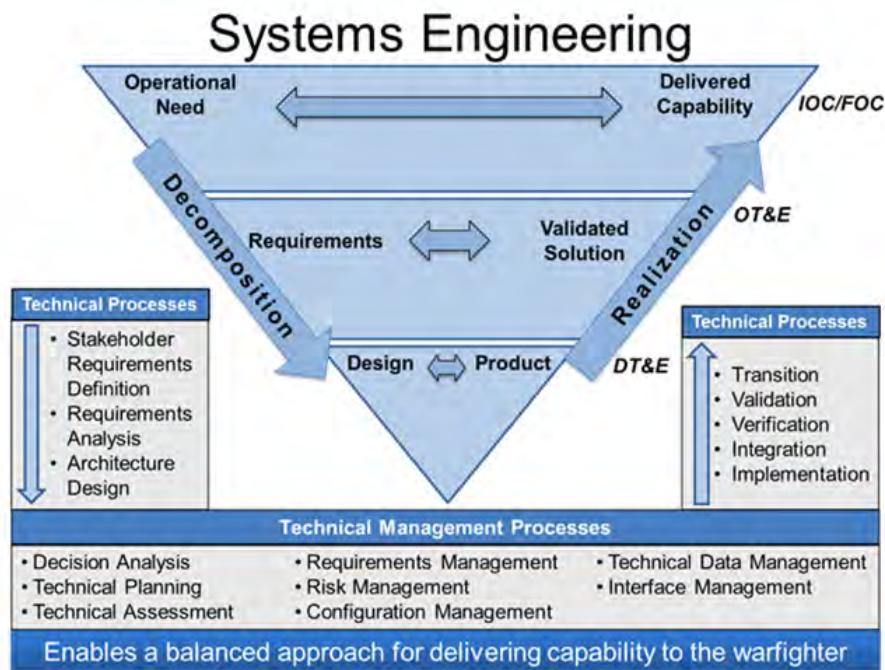 Systems Engineering
Operational
Need
Delivered
Capability
IOC/FOC
Decomposition
Realization
OT&E
Requirements
Validated
Solution
Design
Product
DT&E
Technical Processes
• Stakeholder
Requirements
Definition
• Requirements
Analysis
• Architecture
Design
Technical Processes
• Transition
• Validation
• Verification
• Integration
• Implementation
Technical Management Processes
• Decision Analysis
• Technical Planning
• Technical Assessment
• Requirements Management
• Risk Management
• Configuration Management
• Technical Data Management
• Interface Management
Enables a balanced approach for delivering capability to the warfighter